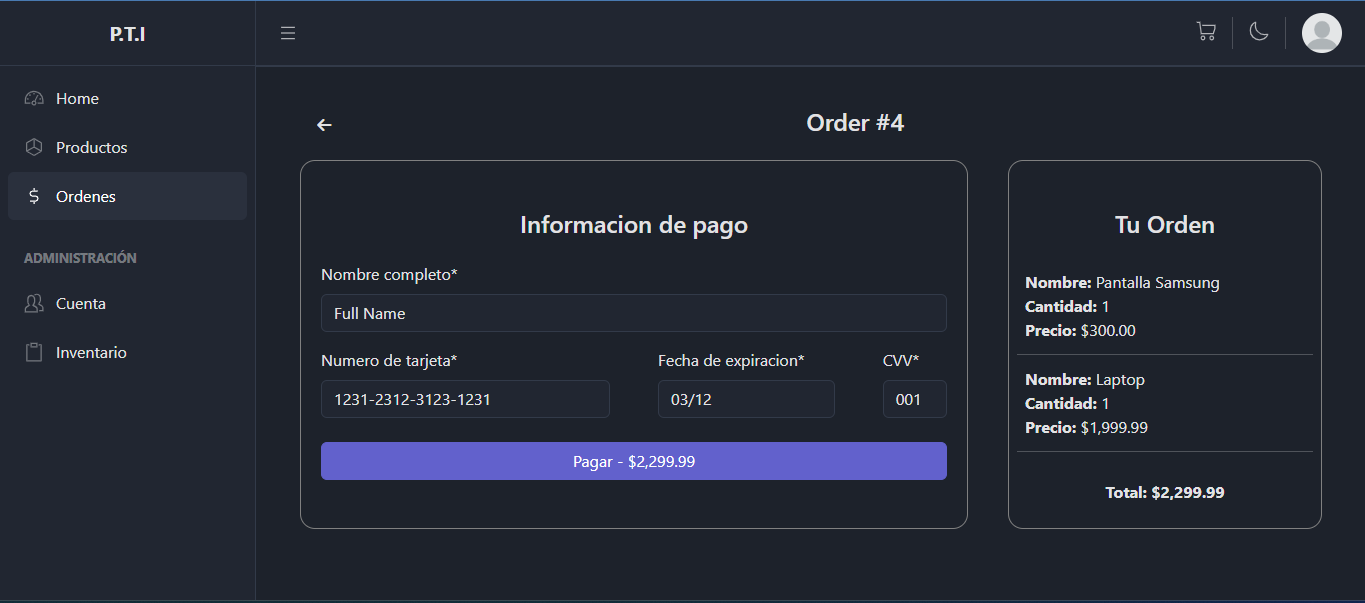 P.T.I
Home
Productos
Ordenes
ADMINISTRACIÓN
Cuenta
Inventario
Order #4
Informacion de pago
Nombre completo*
Full Name
Numero de tarjeta* Fecha de expiracion* CVV*
1231-2312-3123-1231 03/12 001
Pagar - $2,299.99
Tu Orden
Nombre: Pantalla Samsung
Cantidad: 1
Precio: $300.00
Nombre: Laptop
Cantidad: 1
Precio: $1,999.99
Total: $2,299.99